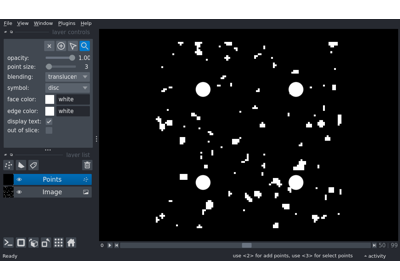 File View Window Plugins Help
layer controls
opacity: 1.00
point size: 3
blending: translucen
symbol: disc
face color: white
edge color: white
display text:
out of slice:
layer list
Points
Image
0 50 99
Ready use <2> for add points, use <3> for select points activity